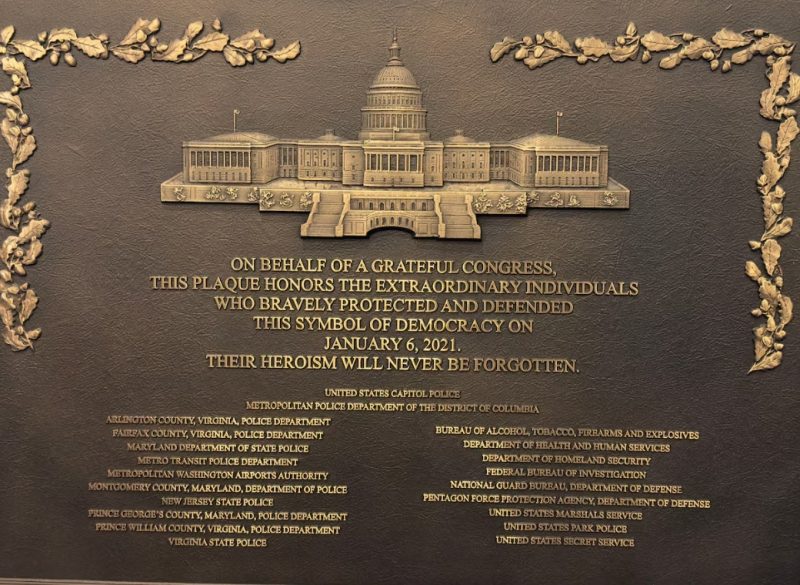 ON BEHALF OF A GRATEFUL CONGRESS,
THIS PLAQUE HONORS THE EXTRAORDINARY INDIVIDUALS
WHO BRAVELY PROTECTED AND DEFENDED
THIS SYMBOL OF DEMOCRACY ON
JANUARY 6, 2021.
THEIR HEROISM WILL NEVER BE FORGOTTEN.
UNITED STATES CAPITOL POLICE
METROPOLITAN POLICE DEPARTMENT OF THE DISTRICT OF COLUMBIA
ARLINGTON COUNTY, VIRGINIA, POLICE DEPARTMENT
FAIRFAX COUNTY, VIRGINIA, POLICE DEPARTMENT
MARYLAND DEPARTMENT OF STATE POLICE
METRO TRANSIT POLICE DEPARTMENT
METROPOLITAN WASHINGTON AIRPORTS AUTHORITY
MONTGOMERY COUNTY, MARYLAND, DEPARTMENT OF POLICE
NEW JERSEY STATE POLICE
PRINCE GEORGE'S COUNTY, MARYLAND, POLICE DEPARTMENT
PRINCE WILLIAM COUNTY, VIRGINIA, POLICE DEPARTMENT
VIRGINIA STATE POLICE
BUREAU OF ALCOHOL, TOBACCO, FIREARMS AND EXPLOSIVES
DEPARTMENT OF HEALTH AND HUMAN SERVICES
DEPARTMENT OF HOMELAND SECURITY
FEDERAL BUREAU OF INVESTIGATION
NATIONAL GUARD BUREAU, DEPARTMENT OF DEFENSE
PENTAGON FORCE PROTECTION AGENCY, DEPARTMENT OF DEFENSE
UNITED STATES MARSHALS SERVICE
UNITED STATES PARK POLICE
UNITED STATES SECRET SERVICE